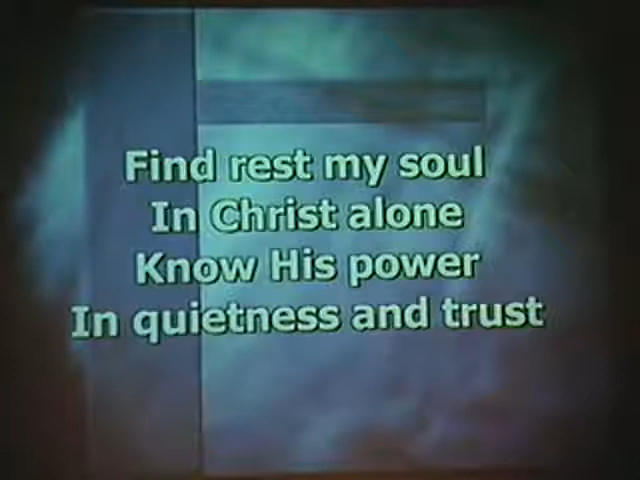 Find rest my soul
In Christ alone
Know His power
In quietness and trust